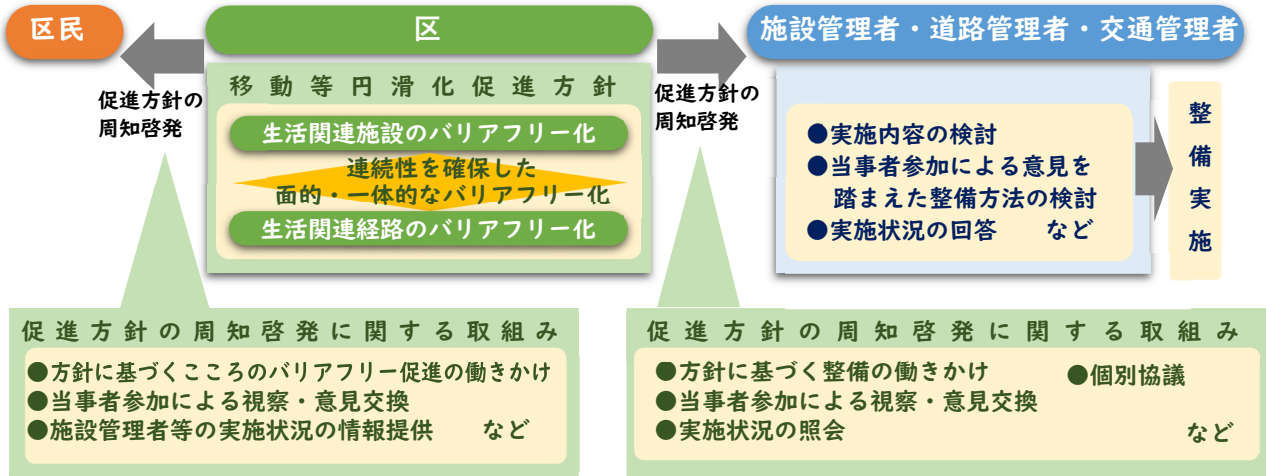 区民
区
施設管理者・道路管理者・交通管理者
促進方針の
周知啓発
移動等円滑化促進方針
生活関連施設のバリアフリー化
連続性を確保した
面的・一体的なバリアフリー化
生活関連経路のバリアフリー化
促進方針の
周知啓発
●実施内容の検討
●当事者参加による意見を
踏まえた整備方法の検討
●実施状況の回答　など
整備実施
促進方針の周知啓発に関する取組み
●方針に基づくこころのバリアフリー促進の働きかけ
●当事者参加による視察・意見交換
●施設管理者等の実施状況の情報提供　など
促進方針の周知啓発に関する取組み
●方針に基づく整備の働きかけ　●個別協議
●当事者参加による視察・意見交換
●実施状況の照会　など